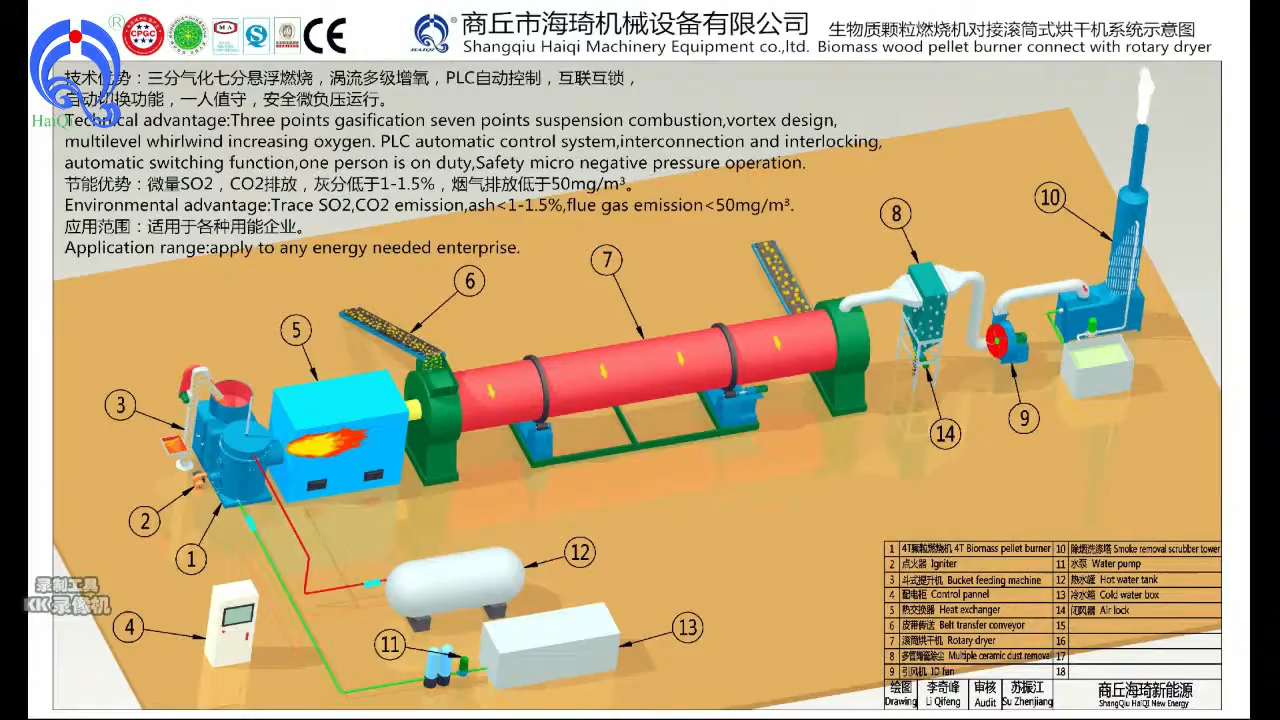 HaiQi
®
CPGC
MA
CE
HAIQI
®
商丘市海琦机械设备有限公司
Shangqiu Haiqi Machinery Equipment co.,ltd.
生物质颗粒燃烧机对接滚筒式烘干机系统示意图
Biomass wood pellet burner connect with rotary dryer
技术优势：三分气化七分悬浮燃烧，涡流多级增氧，PLC自动控制，互联互锁，
自动切换功能，一人值守，安全微负压运行。
Technical advantage:Three points gasification seven points suspension combustion,vortex design,
multilevel whirlwind increasing oxygen. PLC automatic control system,interconnection and interlocking,
automatic switching function,one person is on duty,Safety micro negative pressure operation.
节能优势：微量SO2，CO2排放，灰分低于1-1.5%，烟气排放低于50mg/m³。
Environmental advantage:Trace SO2,CO2 emission,ash<1-1.5%,flue gas emission<50mg/m³.
应用范围：适用于各种用能企业。
Application range:apply to any energy needed enterprise.
10
8
7
6
5
3
9
14
2
1
12
4
11
13
录制工具
KK录像机
1 4T颗粒燃烧机 4T Biomass pellet burner 10 除烟洗涤塔 Smoke removal scrubber tower
2 点火器 Igniter 11 水泵 Water pump
3 斗式提升机 Bucket feeding machine 12 热水罐 Hot water tank
4 配电柜 Control pannel 13 冷水箱 Cold water box
5 热交换器 Heat exchanger 14 闭风器 Air lock
6 皮带传送 Belt transfer conveyor 15
7 滚筒烘干机 Rotary dryer 16
8 多管陶瓷除尘 Multiple ceramic dust removal 17
9 引风机 ID fan 18
绘图 李奇峰 审核 苏振江 商丘海琦新能源
Drawing Li Qifeng Audit Su Zhenjiang ShangQiu HaiQi New Energy